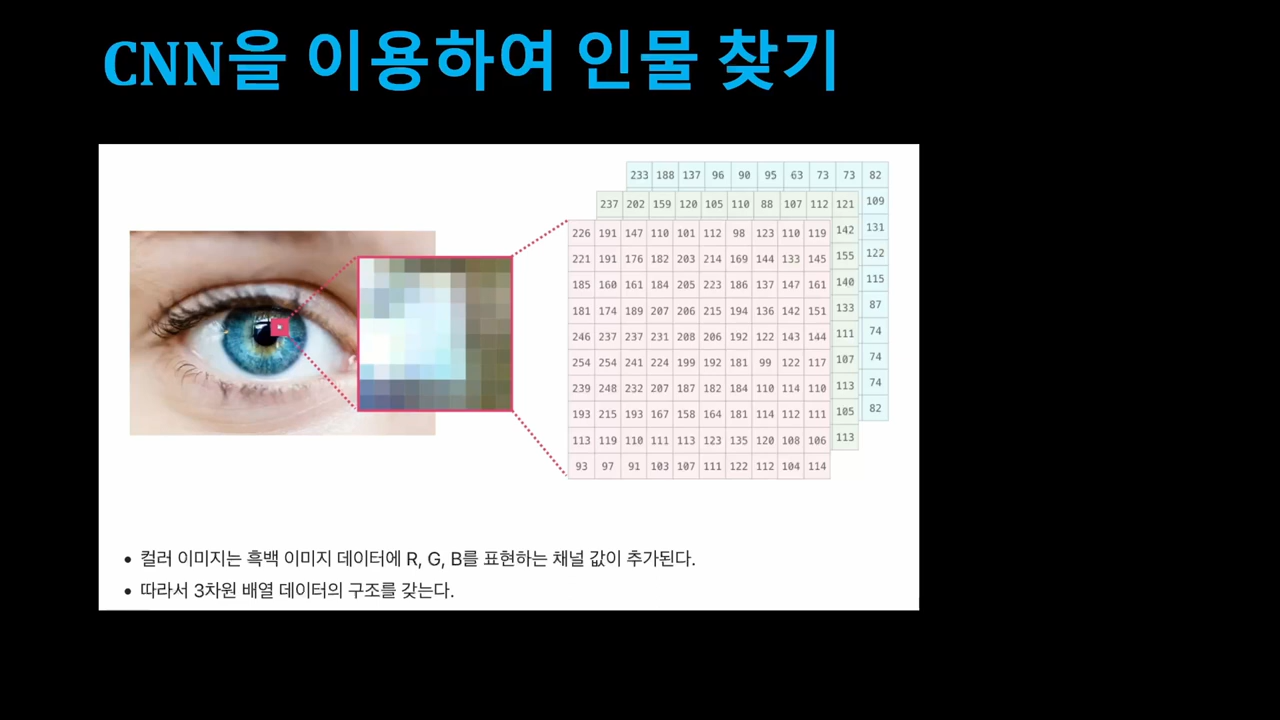 CNN을 이용하여 인물 찾기
233 188 137 96 90 95 63 73 73 82
237 202 159 120 105 110 88 107 112 121 109
226 191 147 110 101 112 98 123 110 119 142 131
221 191 176 182 203 214 169 144 133 145 155 122
185 160 161 184 205 223 186 137 147 161 140 115
181 174 189 207 206 215 194 136 142 151 133 87
246 237 237 231 208 206 192 122 143 144 111 74
254 254 241 224 199 192 181 99 122 117 107 74
239 248 232 207 187 182 184 110 114 110 113 74
193 215 193 167 158 164 181 114 112 111 105 82
113 119 110 111 113 123 135 120 108 106 113
93 97 91 103 107 111 122 112 104 114
• 컬러 이미지는 흑백 이미지 데이터에 R, G, B를 표현하는 채널 값이 추가된다.
• 따라서 3차원 배열 데이터의 구조를 갖는다.